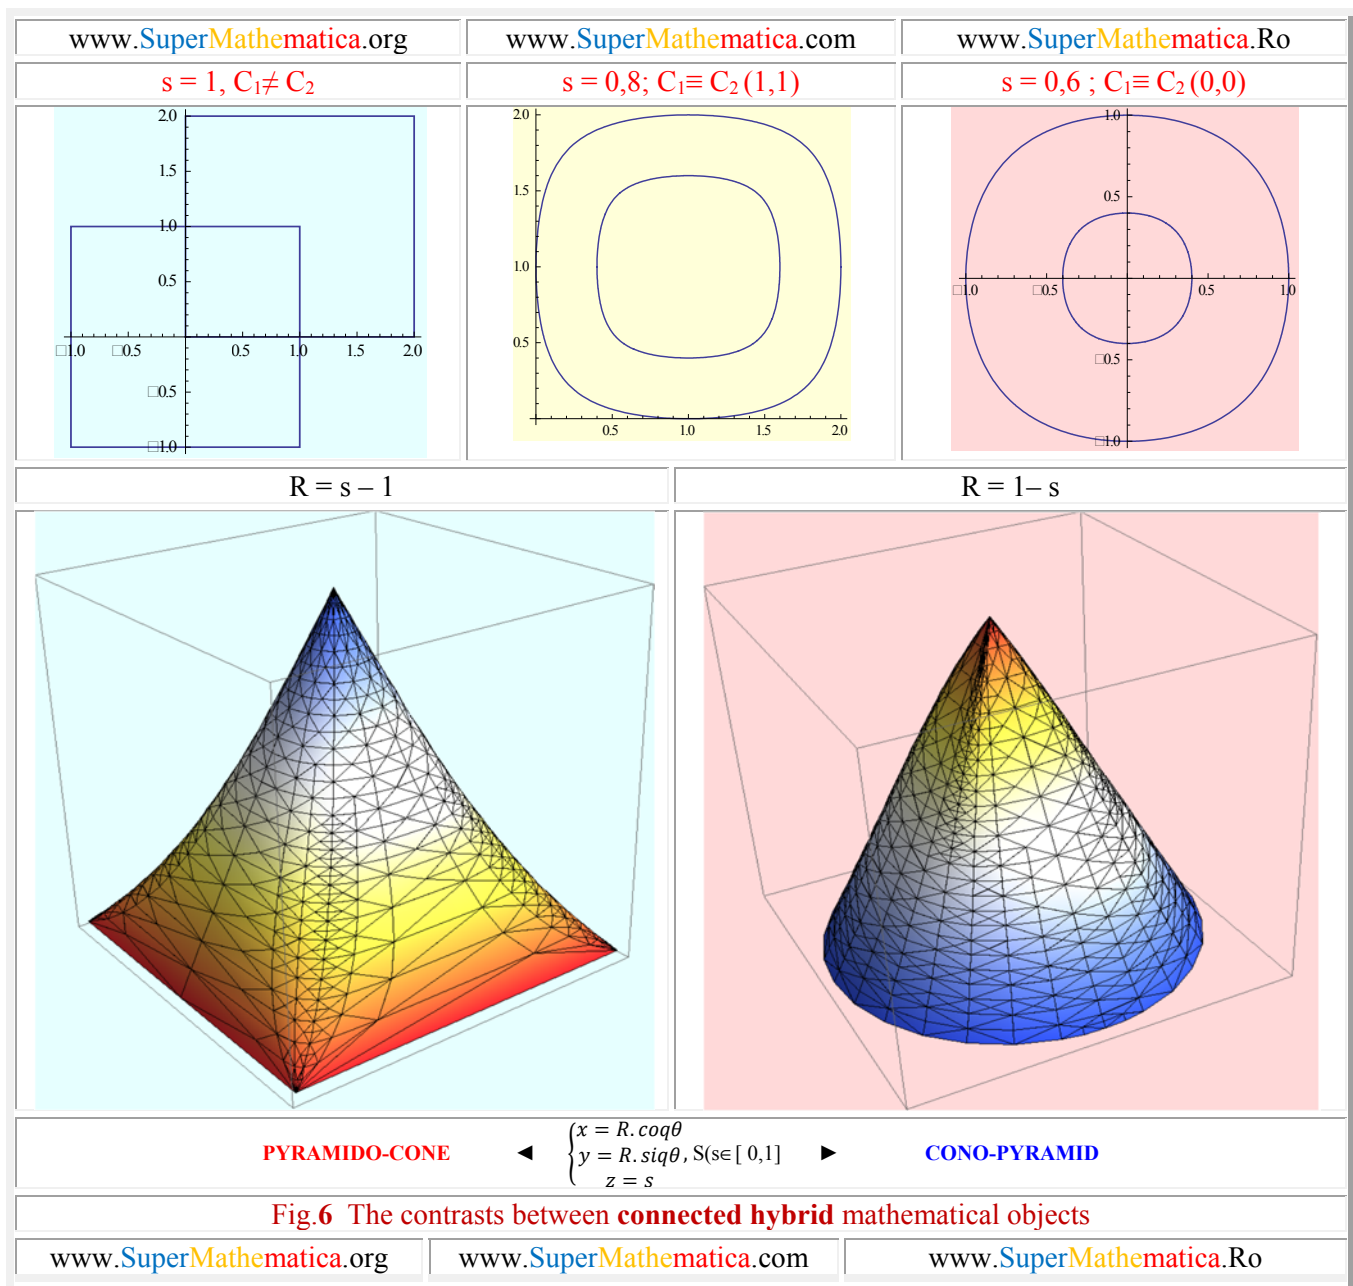 www.SuperMathematica.org www.SuperMathematica.com www.SuperMathematica.Ro
s = 1, C₁≠ C₂ s = 0,8; C₁≡ C₂ (1,1) s = 0,6 ; C₁≡ C₂ (0,0)
2.0
1.5
1.0
0.5
□1.0 □0.5 0.5 1.0 1.5 2.0
□0.5
□1.0
2.0
1.5
1.0
0.5
0.5 1.0 1.5 2.0
1.0
0.5
□1.0 □0.5 0.5 1.0
□0.5
□1.0
R = s – 1 R = 1– s
PYRAMIDO-CONE ◄ {x = R.coqθ
y = R.siqθ, S(s∈[ 0,1] ► CONO-PYRAMID
z = s
Fig.6 The contrasts between connected hybrid mathematical objects
www.SuperMathematica.org www.SuperMathematica.com www.SuperMathematica.Ro